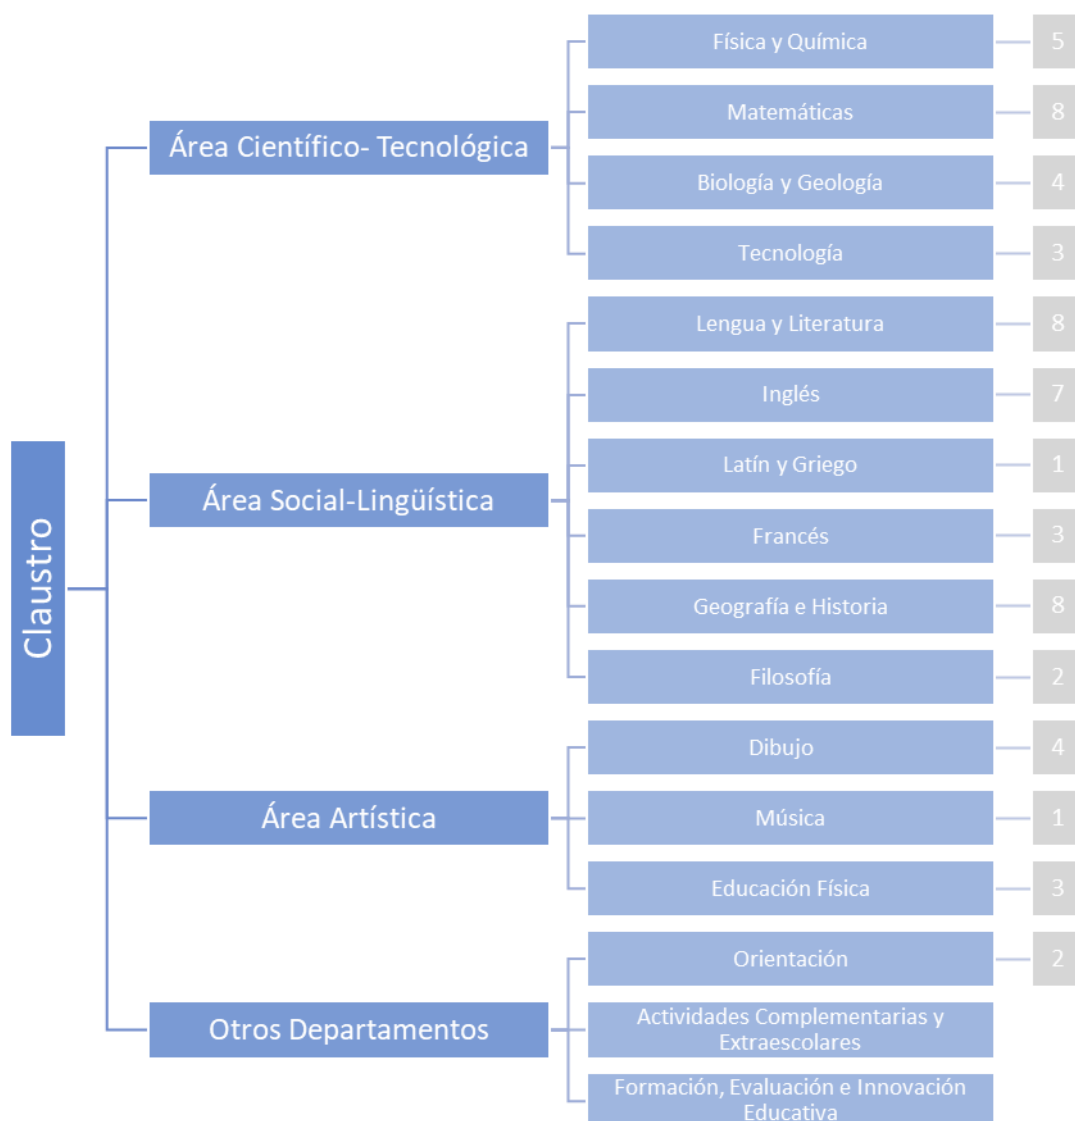 Claustro
Área Científico- Tecnológica
Física y Química
5
Matemáticas
8
Biología y Geología
4
Tecnología
3
Área Social-Lingüística
Lengua y Literatura
8
Inglés
7
Latín y Griego
1
Francés
3
Geografía e Historia
8
Filosofía
2
Área Artística
Dibujo
4
Música
1
Educación Física
3
Otros Departamentos
Orientación
2
Actividades Complementarias y
Extraescolares
Formación, Evaluación e Innovación
Educativa